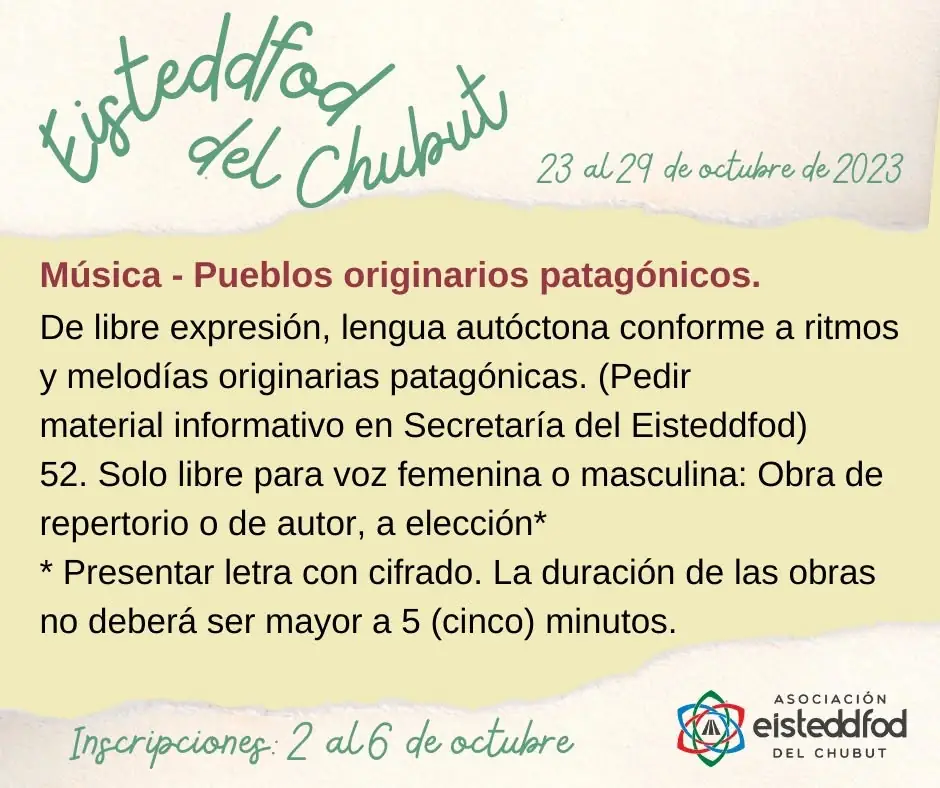 Eisteddfod
del Chubut
23 al 29 de octubre de 2023
Música - Pueblos originarios patagónicos.
De libre expresión, lengua autóctona conforme a ritmos
y melodías originarias patagónicas. (Pedir
material informativo en Secretaría del Eisteddfod)
52. Solo libre para voz femenina o masculina: Obra de
repertorio o de autor, a elección*
* Presentar letra con cifrado. La duración de las obras
no deberá ser mayor a 5 (cinco) minutos.
Inscripciones: 2 al 6 de octubre
ASOCIACIÓN
eisteddfod
DEL CHUBUT